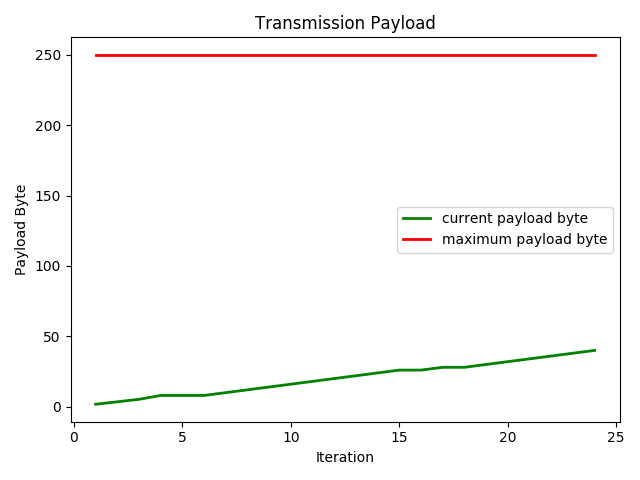 Transmission Payload
250
200
150
100
50
0
Payload Byte
current payload byte
maximum payload byte
0 5 10 15 20 25
Iteration